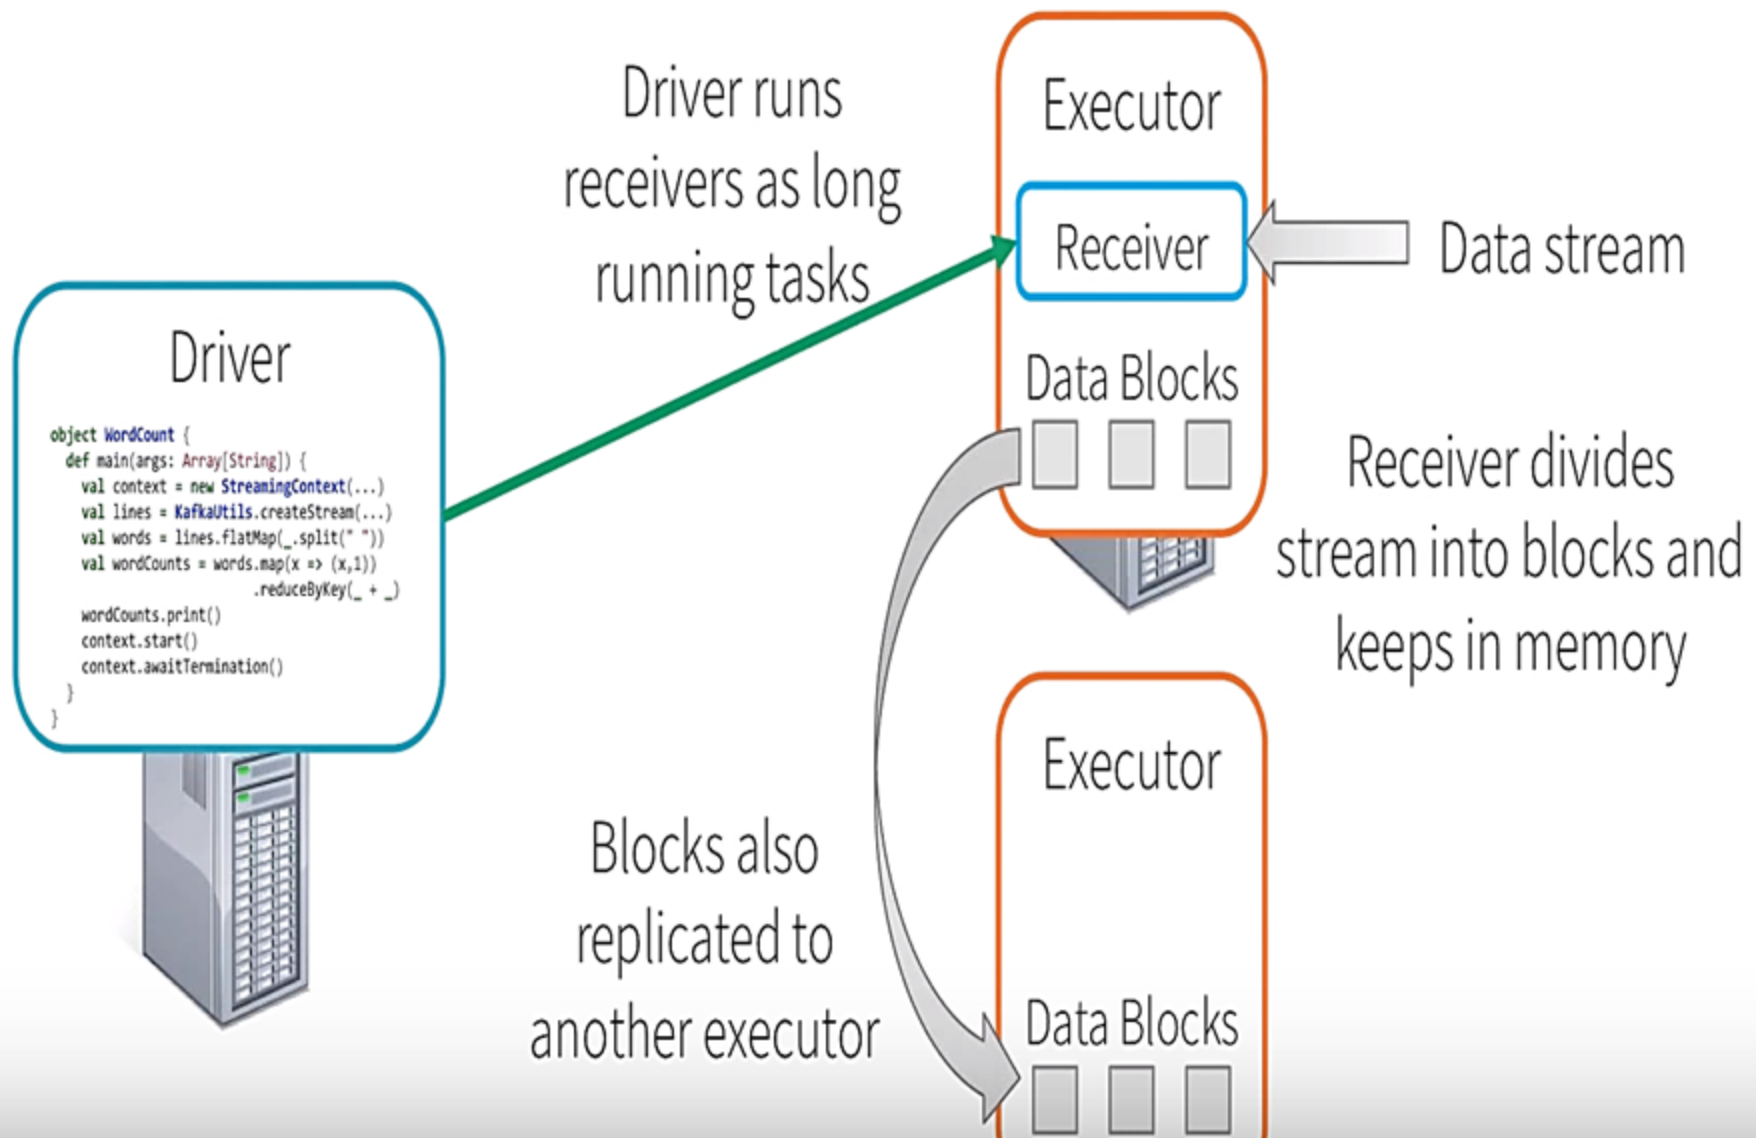 Driver runs
receivers as long
running tasks
Executor
Receiver
Data stream
Data Blocks
Receiver divides
stream into blocks and
keeps in memory
Driver
object WordCount {
def main(args: Array[String]) {
val context = new StreamingContext(...)
val lines = KafkaUtils.createStream(...)
val words = lines.flatMap(_.split(" "))
val wordCounts = words.map(x => (x,1))
.reduceByKey(_ + _)
wordCounts.print()
context.start()
context.awaitTermination()
}
}
Blocks also
replicated to
another executor
Executor
Data Blocks